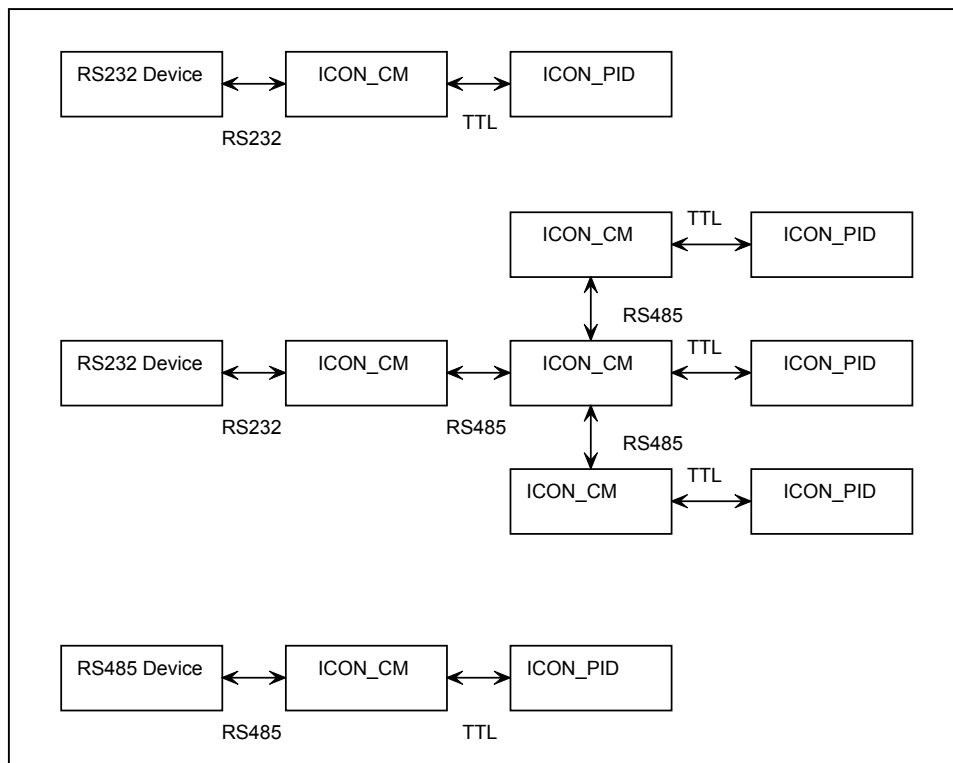 RS232 Device
ICON_CM
ICON_PID
RS232
TTL
ICON_CM
TTL
ICON_PID
RS485
RS232 Device
ICON_CM
ICON_CM
TTL
ICON_PID
RS232
RS485
RS485
ICON_CM
TTL
ICON_PID
RS485 Device
ICON_CM
ICON_PID
RS485
TTL